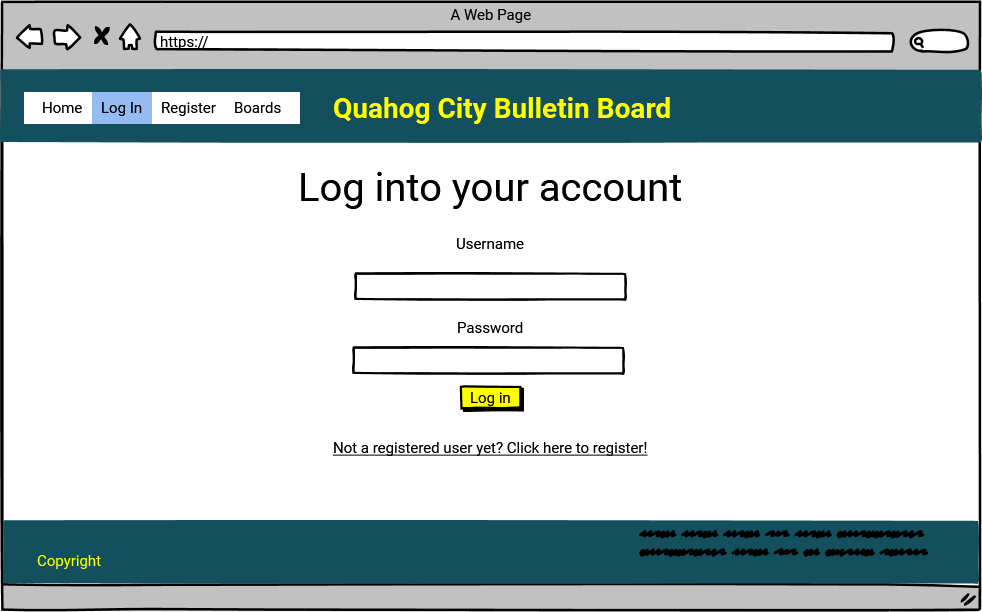 A Web Page
https://
Home Log In Register Boards
Quahog City Bulletin Board
Log into your account
Username
Password
Log in
Not a registered user yet? Click here to register!
Copyright